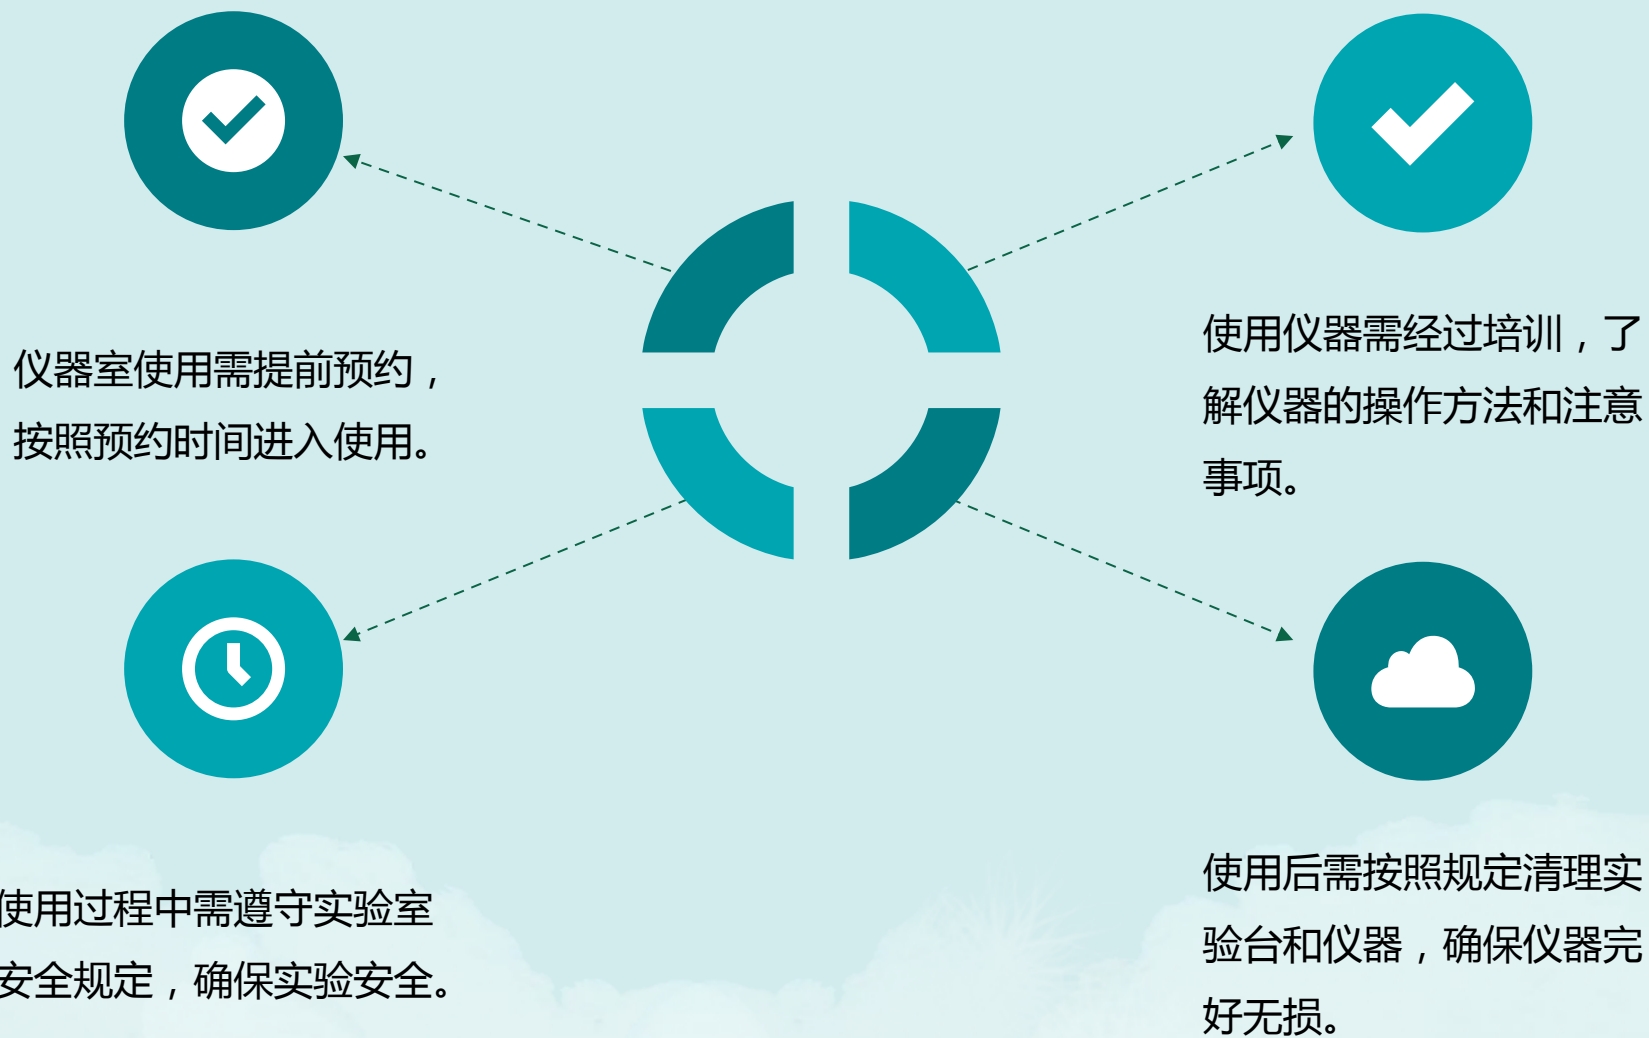 仪器室使用需提前预约，
按照预约时间进入使用。
使用仪器需经过培训，了
解仪器的操作方法和注意
事项。
使用过程中需遵守实验室
安全规定，确保实验安全。
使用后需按照规定清理实
验台和仪器，确保仪器完
好无损。